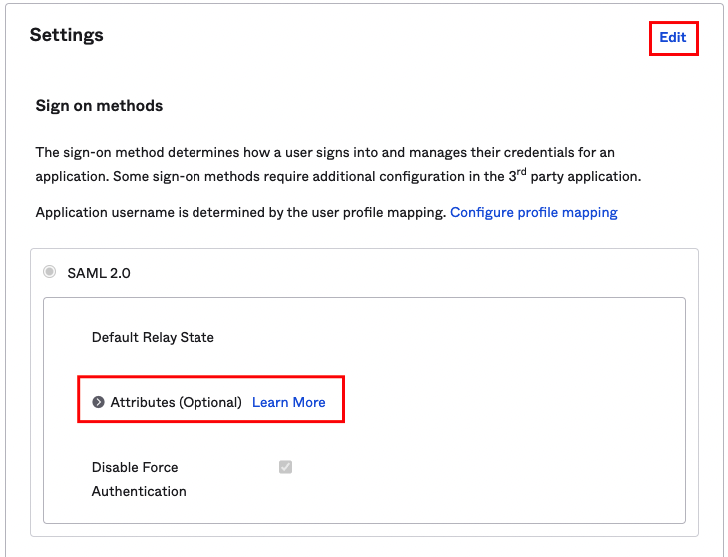 Settings
Edit
Sign on methods
The sign-on method determines how a user signs into and manages their credentials for an
application. Some sign-on methods require additional configuration in the 3rd party application.
Application username is determined by the user profile mapping. Configure profile mapping
SAML 2.0
Default Relay State
Attributes (Optional) Learn More
Disable Force
Authentication